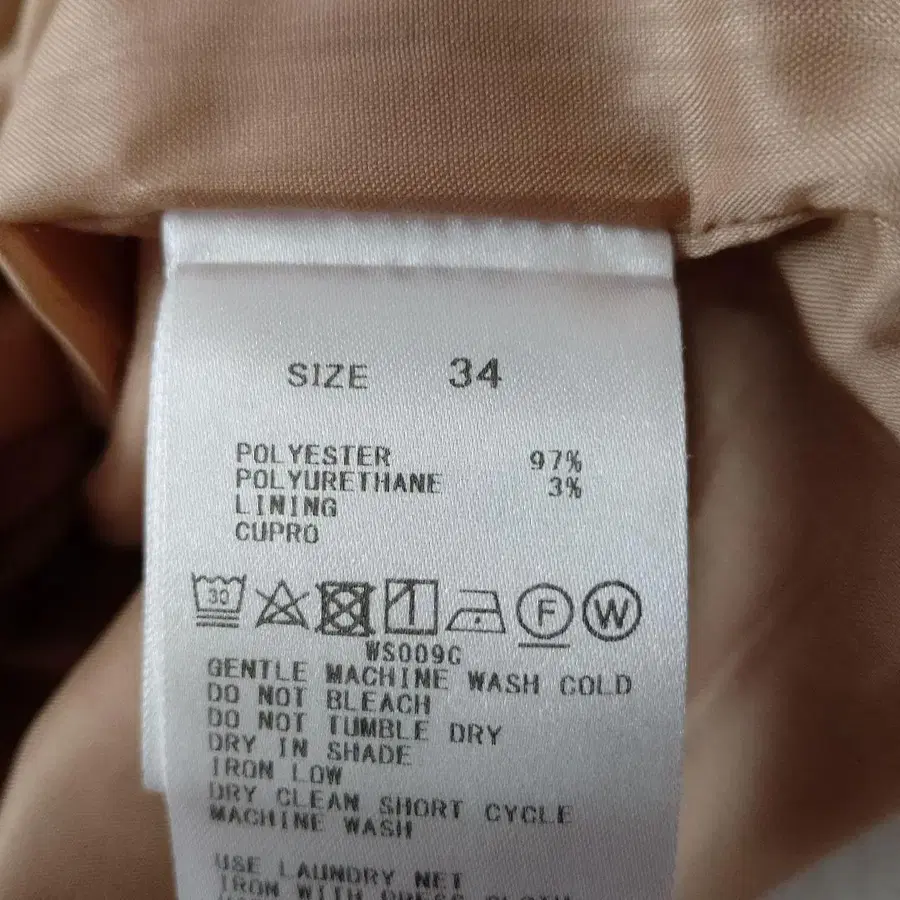 SIZE 34
POLYESTER 97%
POLYURETHANE 3%
LINING
CUPRO
30 F W
WS009G
GENTLE MACHINE WASH COLD
DO NOT BLEACH
DO NOT TUMBLE DRY
DRY IN SHADE
IRON LOW
DRY CLEAN SHORT CYCLE
MACHINE WASH
USE LAUNDRY NET
IRON WITH PRESS CLOTH